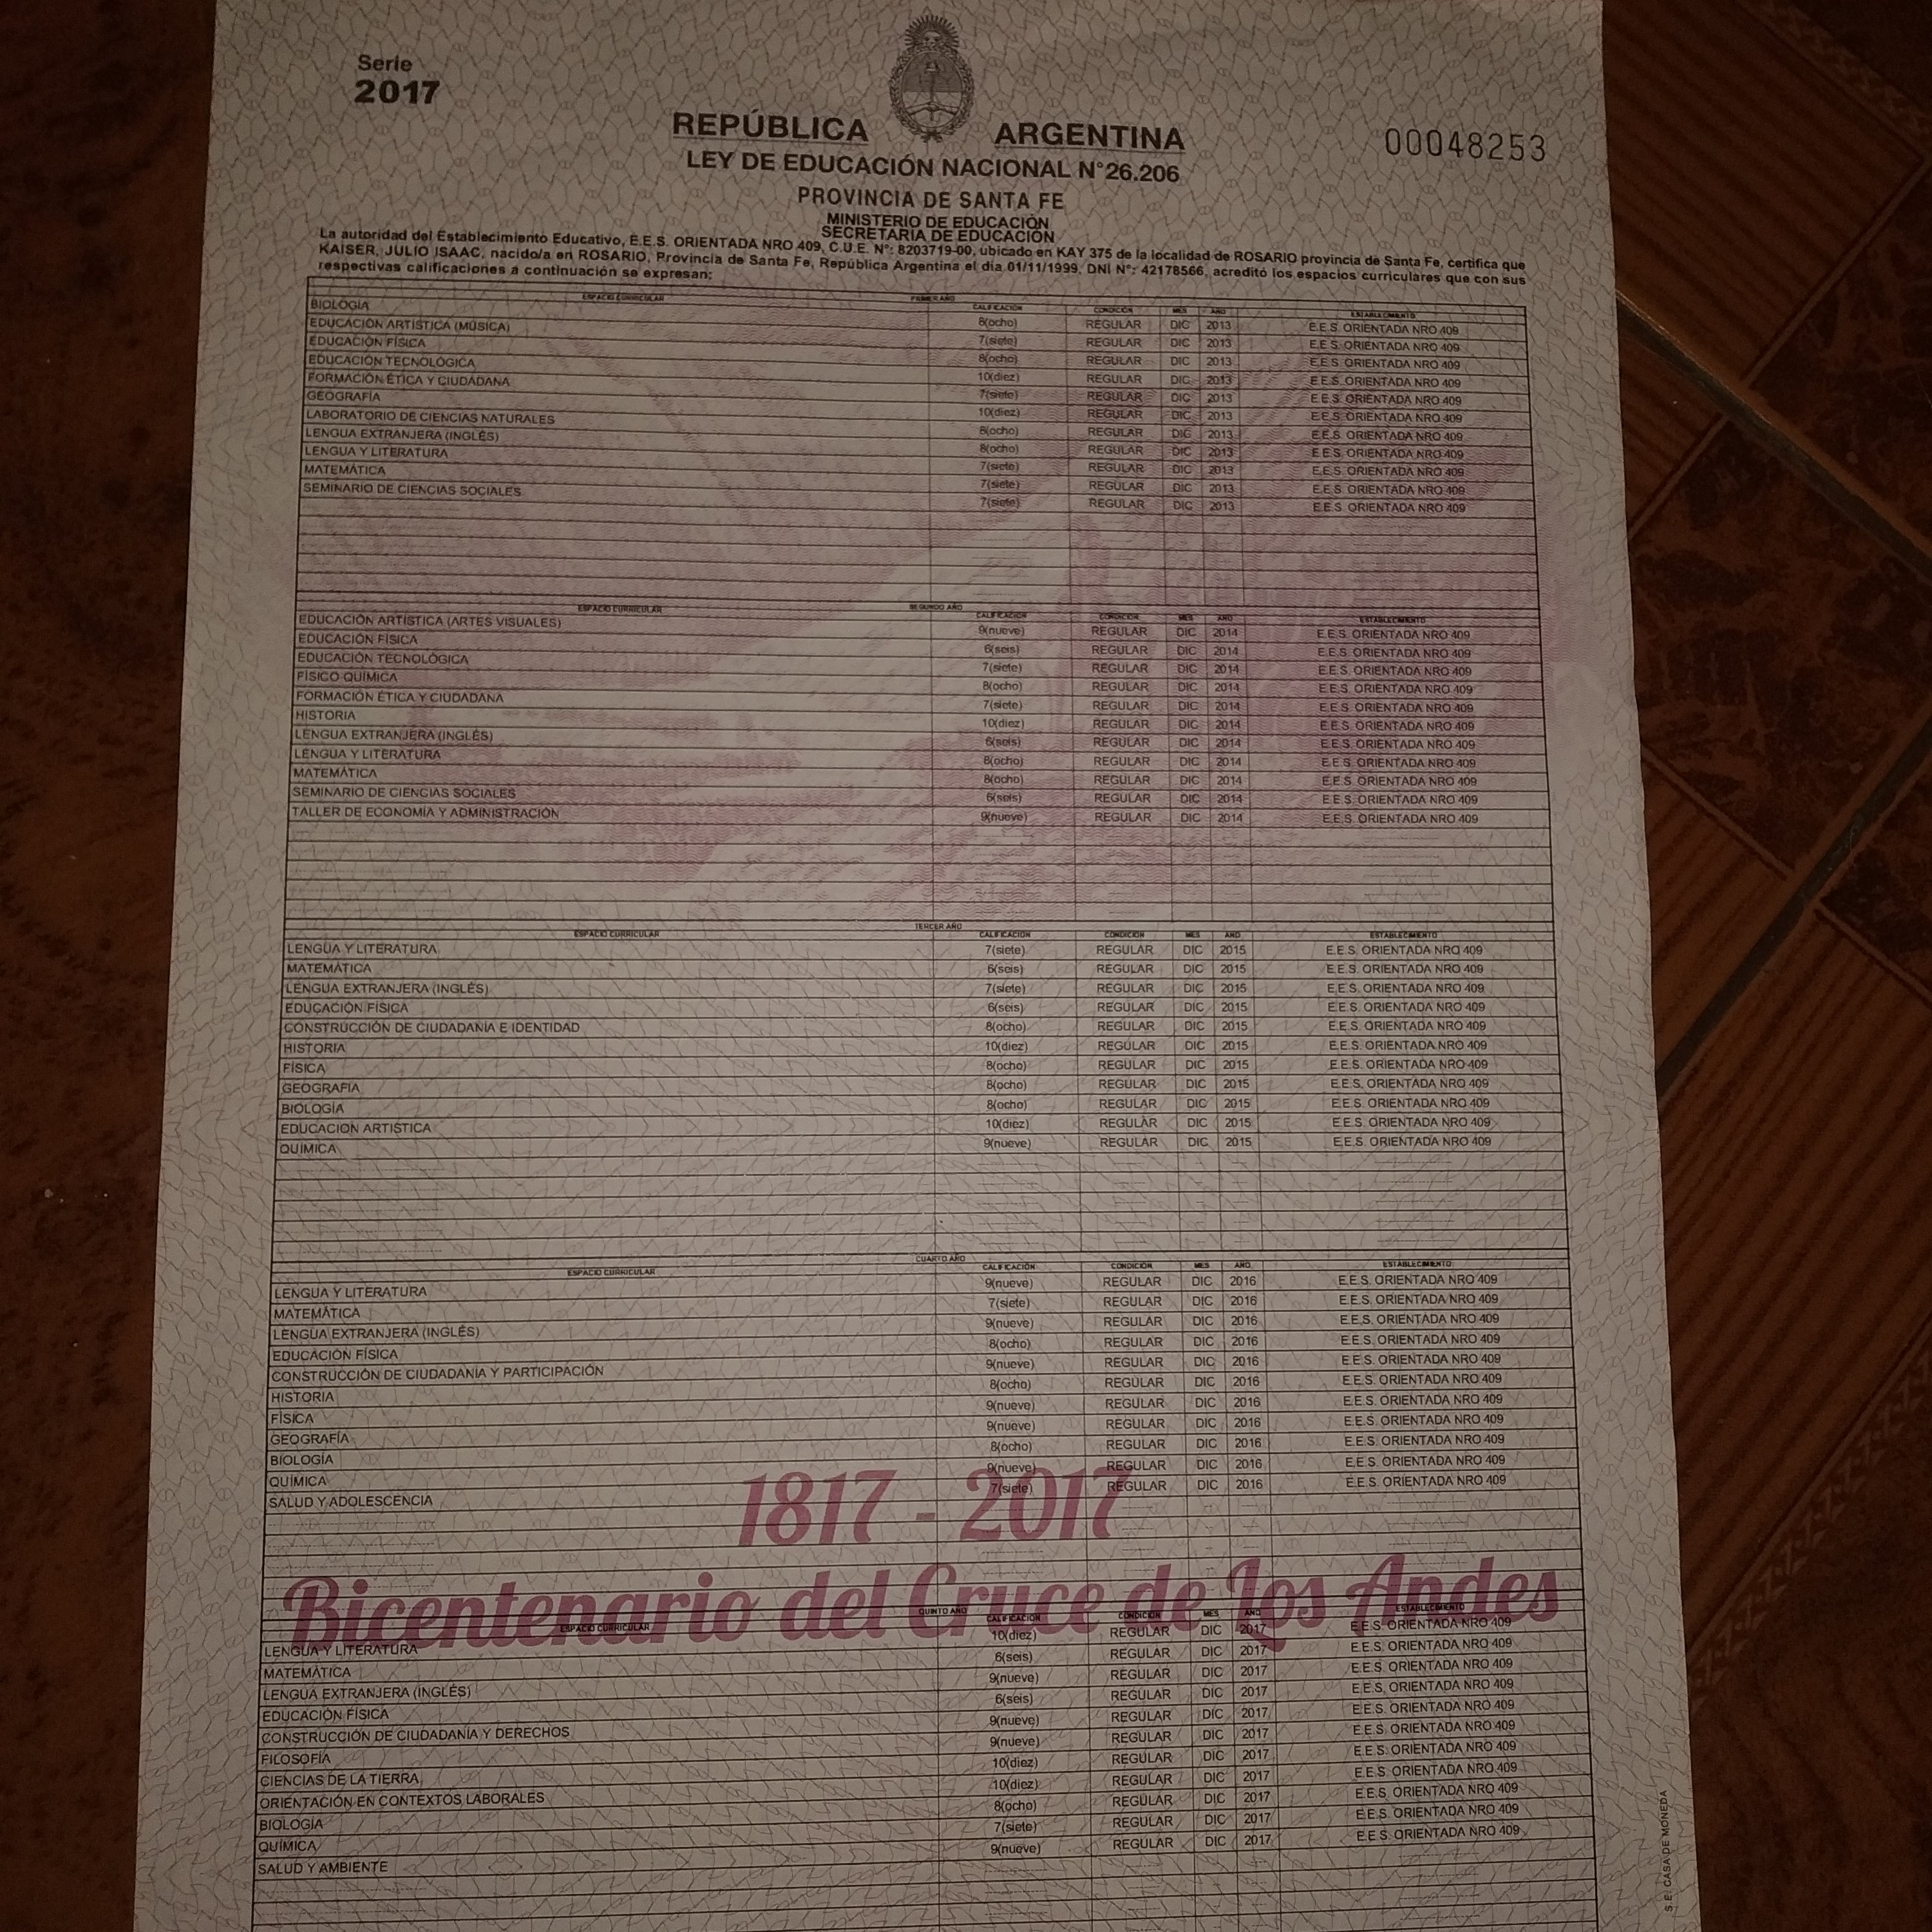 Serie
2017
REPÚBLICA ARGENTINA
00048253
LEY DE EDUCACIÓN NACIONAL N°26.206
PROVINCIA DE SANTA FE
MINISTERIO DE EDUCACIÓN
SECRETARIA DE EDUCACIÓN
La autoridad del Establecimiento Educativo, E.E.S. ORIENTADA NRO 409, C.U.E. N°: 8203719-00, ubicado en KAY 375 de la localidad de ROSARIO provincia de Santa Fe, certifica que
KAISER, JULIO ISAAC, nacido/a en ROSARIO, Provincia de Santa Fe, República Argentina el día 01/11/1999, DNI N°: 42178566, acreditó los espacios curriculares que con sus
respectivas calificaciones a continuación se expresan:
PRIMER AÑO
ESPACIO CURRICULAR CALIFICACIÓN CONDICIÓN MES AÑO ESTABLECIMIENTO
BIOLOGÍA 8(ocho) REGULAR DIC 2013 E.E.S. ORIENTADA NRO 409
EDUCACIÓN ARTÍSTICA (MÚSICA) 7(siete) REGULAR DIC 2013 E.E.S. ORIENTADA NRO 409
EDUCACIÓN FÍSICA 8(ocho) REGULAR DIC 2013 E.E.S. ORIENTADA NRO 409
EDUCACIÓN TECNOLÓGICA 10(diez) REGULAR DIC 2013 E.E.S. ORIENTADA NRO 409
FORMACIÓN ÉTICA Y CIUDADANA 7(siete) REGULAR DIC 2013 E.E.S. ORIENTADA NRO 409
GEOGRAFÍA 10(diez) REGULAR DIC 2013 E.E.S. ORIENTADA NRO 409
LABORATORIO DE CIENCIAS NATURALES 8(ocho) REGULAR DIC 2013 E.E.S. ORIENTADA NRO 409
LENGUA EXTRANJERA (INGLÉS) 8(ocho) REGULAR DIC 2013 E.E.S. ORIENTADA NRO 409
LENGUA Y LITERATURA 7(siete) REGULAR DIC 2013 E.E.S. ORIENTADA NRO 409
MATEMÁTICA 7(siete) REGULAR DIC 2013 E.E.S. ORIENTADA NRO 409
SEMINARIO DE CIENCIAS SOCIALES 7(siete) REGULAR DIC 2013 E.E.S. ORIENTADA NRO 409
SEGUNDO AÑO
ESPACIO CURRICULAR CALIFICACIÓN CONDICIÓN MES AÑO ESTABLECIMIENTO
EDUCACIÓN ARTÍSTICA (ARTES VISUALES) 9(nueve) REGULAR DIC 2014 E.E.S. ORIENTADA NRO 409
EDUCACIÓN FÍSICA 6(seis) REGULAR DIC 2014 E.E.S. ORIENTADA NRO 409
EDUCACIÓN TECNOLÓGICA 7(siete) REGULAR DIC 2014 E.E.S. ORIENTADA NRO 409
FÍSICO QUÍMICA 8(ocho) REGULAR DIC 2014 E.E.S. ORIENTADA NRO 409
FORMACIÓN ÉTICA Y CIUDADANA 7(siete) REGULAR DIC 2014 E.E.S. ORIENTADA NRO 409
HISTORIA 10(diez) REGULAR DIC 2014 E.E.S. ORIENTADA NRO 409
LENGUA EXTRANJERA (INGLÉS) 6(seis) REGULAR DIC 2014 E.E.S. ORIENTADA NRO 409
LENGUA Y LITERATURA 8(ocho) REGULAR DIC 2014 E.E.S. ORIENTADA NRO 409
MATEMÁTICA 8(ocho) REGULAR DIC 2014 E.E.S. ORIENTADA NRO 409
SEMINARIO DE CIENCIAS SOCIALES 6(seis) REGULAR DIC 2014 E.E.S. ORIENTADA NRO 409
TALLER DE ECONOMÍA Y ADMINISTRACIÓN 9(nueve) REGULAR DIC 2014 E.E.S. ORIENTADA NRO 409
TERCER AÑO
ESPACIO CURRICULAR CALIFICACIÓN CONDICIÓN MES AÑO ESTABLECIMIENTO
LENGUA Y LITERATURA 7(siete) REGULAR DIC 2015 E.E.S. ORIENTADA NRO 409
MATEMÁTICA 6(seis) REGULAR DIC 2015 E.E.S. ORIENTADA NRO 409
LENGUA EXTRANJERA (INGLÉS) 7(siete) REGULAR DIC 2015 E.E.S. ORIENTADA NRO 409
EDUCACIÓN FÍSICA 6(seis) REGULAR DIC 2015 E.E.S. ORIENTADA NRO 409
CONSTRUCCIÓN DE CIUDADANÍA E IDENTIDAD 8(ocho) REGULAR DIC 2015 E.E.S. ORIENTADA NRO 409
HISTORIA 10(diez) REGULAR DIC 2015 E.E.S. ORIENTADA NRO 409
FÍSICA 8(ocho) REGULAR DIC 2015 E.E.S. ORIENTADA NRO 409
GEOGRAFÍA 8(ocho) REGULAR DIC 2015 E.E.S. ORIENTADA NRO 409
BIOLOGÍA 8(ocho) REGULAR DIC 2015 E.E.S. ORIENTADA NRO 409
EDUCACIÓN ARTÍSTICA 10(diez) REGULAR DIC 2015 E.E.S. ORIENTADA NRO 409
QUÍMICA 9(nueve) REGULAR DIC 2015 E.E.S. ORIENTADA NRO 409
CUARTO AÑO
ESPACIO CURRICULAR CALIFICACIÓN CONDICIÓN MES AÑO ESTABLECIMIENTO
LENGUA Y LITERATURA 9(nueve) REGULAR DIC 2016 E.E.S. ORIENTADA NRO 409
MATEMÁTICA 7(siete) REGULAR DIC 2016 E.E.S. ORIENTADA NRO 409
LENGUA EXTRANJERA (INGLÉS) 9(nueve) REGULAR DIC 2016 E.E.S. ORIENTADA NRO 409
EDUCACIÓN FÍSICA 8(ocho) REGULAR DIC 2016 E.E.S. ORIENTADA NRO 409
CONSTRUCCIÓN DE CIUDADANÍA Y PARTICIPACIÓN 9(nueve) REGULAR DIC 2016 E.E.S. ORIENTADA NRO 409
HISTORIA 8(ocho) REGULAR DIC 2016 E.E.S. ORIENTADA NRO 409
FÍSICA 9(nueve) REGULAR DIC 2016 E.E.S. ORIENTADA NRO 409
GEOGRAFÍA 9(nueve) REGULAR DIC 2016 E.E.S. ORIENTADA NRO 409
BIOLOGÍA 8(ocho) REGULAR DIC 2016 E.E.S. ORIENTADA NRO 409
QUÍMICA 9(nueve) REGULAR DIC 2016 E.E.S. ORIENTADA NRO 409
SALUD Y ADOLESCENCIA 7(siete) REGULAR DIC 2016 E.E.S. ORIENTADA NRO 409
1817 - 2017
Bicentenario del Cruce de Los Andes
QUINTO AÑO
ESPACIO CURRICULAR CALIFICACIÓN CONDICIÓN MES AÑO ESTABLECIMIENTO
LENGUA Y LITERATURA 10(diez) REGULAR DIC 2017 E.E.S. ORIENTADA NRO 409
MATEMÁTICA 6(seis) REGULAR DIC 2017 E.E.S. ORIENTADA NRO 409
LENGUA EXTRANJERA (INGLÉS) 9(nueve) REGULAR DIC 2017 E.E.S. ORIENTADA NRO 409
EDUCACIÓN FÍSICA 6(seis) REGULAR DIC 2017 E.E.S. ORIENTADA NRO 409
CONSTRUCCIÓN DE CIUDADANÍA Y DERECHOS 9(nueve) REGULAR DIC 2017 E.E.S. ORIENTADA NRO 409
FILOSOFÍA 9(nueve) REGULAR DIC 2017 E.E.S. ORIENTADA NRO 409
CIENCIAS DE LA TIERRA 10(diez) REGULAR DIC 2017 E.E.S. ORIENTADA NRO 409
ORIENTACIÓN EN CONTEXTOS LABORALES 10(diez) REGULAR DIC 2017 E.E.S. ORIENTADA NRO 409
BIOLOGÍA 8(ocho) REGULAR DIC 2017 E.E.S. ORIENTADA NRO 409
QUÍMICA 7(siete) REGULAR DIC 2017 E.E.S. ORIENTADA NRO 409
SALUD Y AMBIENTE 9(nueve) REGULAR DIC 2017 E.E.S. ORIENTADA NRO 409
S.E. CASA DE MONEDA